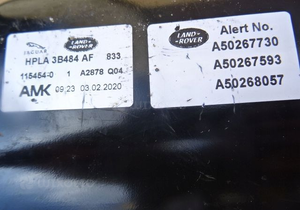 JAGUAR LAND-ROVER
HPLA 3B484 AF 833
115454-0 1 A2878 Q04
AMK 09:23 03.02.2020
LAND-ROVER Alert No.
A50267730
A50267593
A50268057